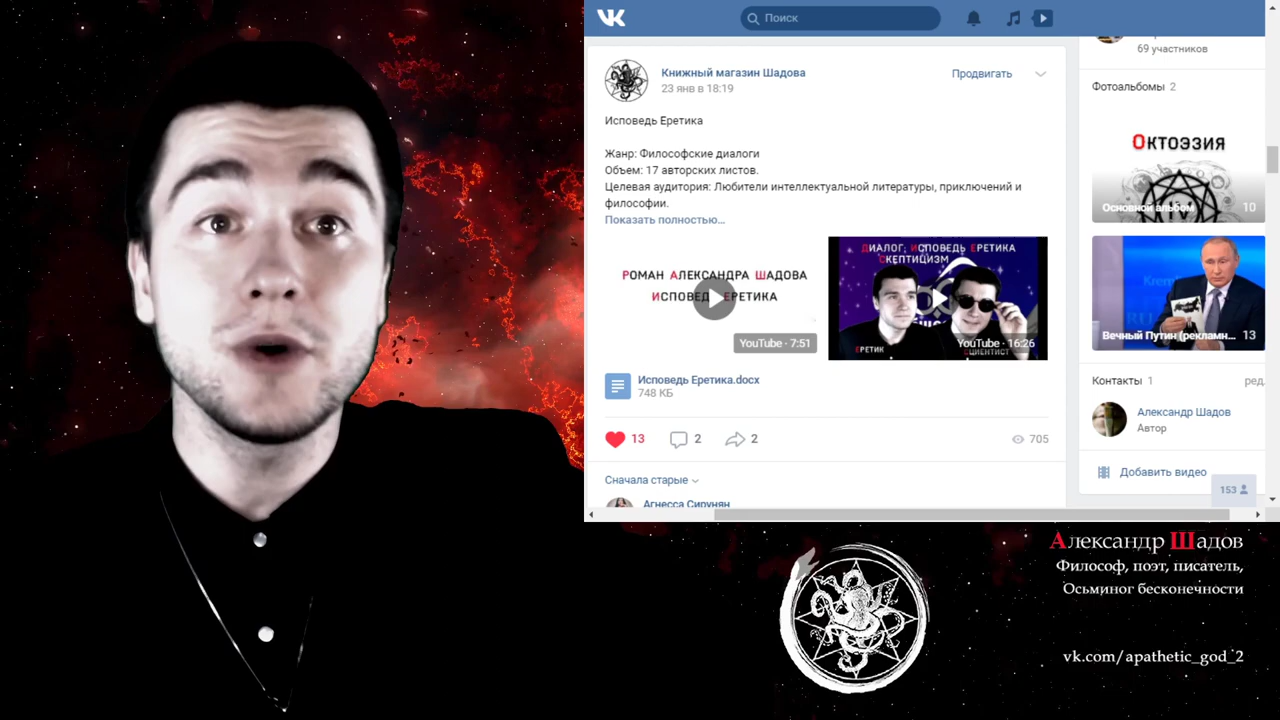 Поиск
Книжный магазин Шадова
23 янв в 18:19
Продвигать
Исповедь Еретика
Жанр: Философские диалоги
Объем: 17 авторских листов.
Целевая аудитория: Любители интеллектуальной литературы, приключений и
философии.
Показать полностью...
РОМАН АЛЕКСАНДРА ШАДОВА
ИСПОВЕДЬ ЕРЕТИКА
YouTube · 7:51
ДИАЛОГ: ИСПОВЕДЬ ЕРЕТИКА
СКЕПТИЦИЗМ
ЕРЕТИК
YouTube · 16:26
Исповедь Еретика.docx
748 КБ
13
2
2
705
Сначала старые
Агнесса Сирунян
69 участников
Фотоальбомы 2
ОКТОЭЗИЯ
Основной альбом 10
Вечный Путин (рекламн... 13
Контакты 1
ред.
Александр Шадов
Автор
Добавить видео
153
Александр Шадов
Философ, поэт, писатель,
Осьминог бесконечности
vk.com/apathetic_god_2